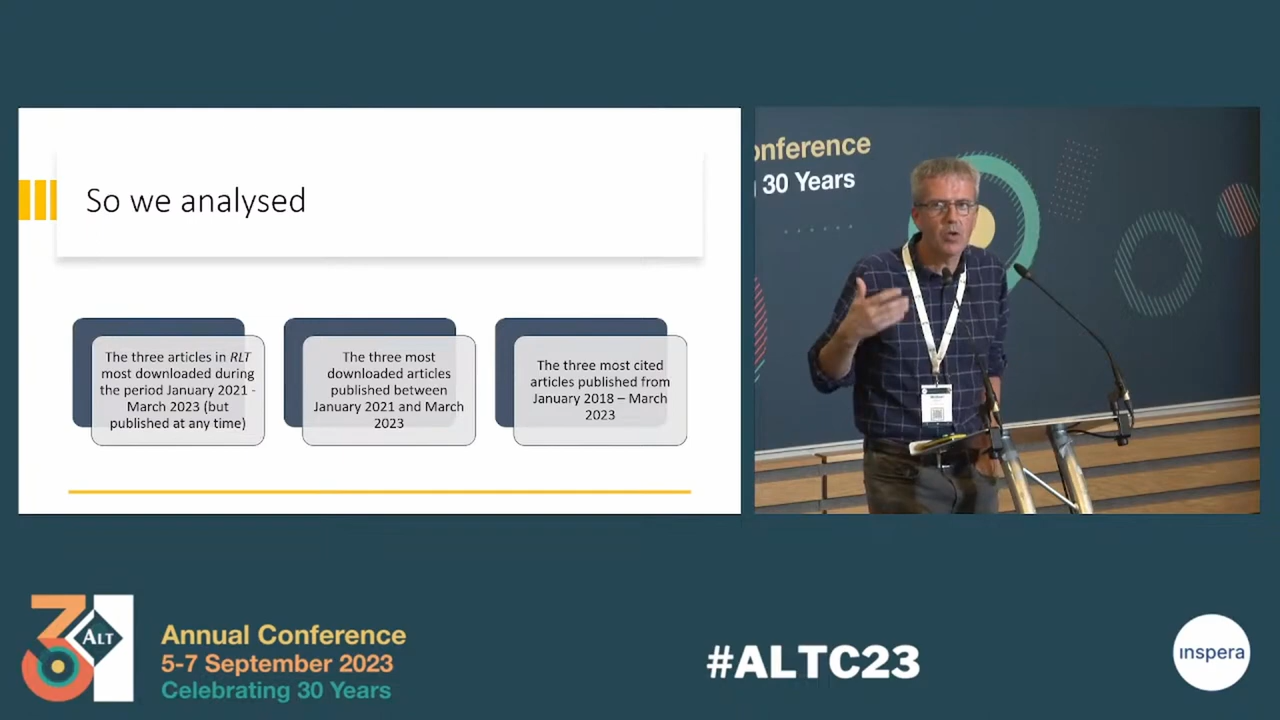 So we analysed
The three articles in RLT
most downloaded during
the period January 2021 -
March 2023 (but
published at any time)
The three most
downloaded articles
published between
January 2021 and March
2023
The three most cited
articles published from
January 2018 – March
2023
onference
30 Years
ALT
Annual Conference
5-7 September 2023
Celebrating 30 Years
#ALTC23
inspera